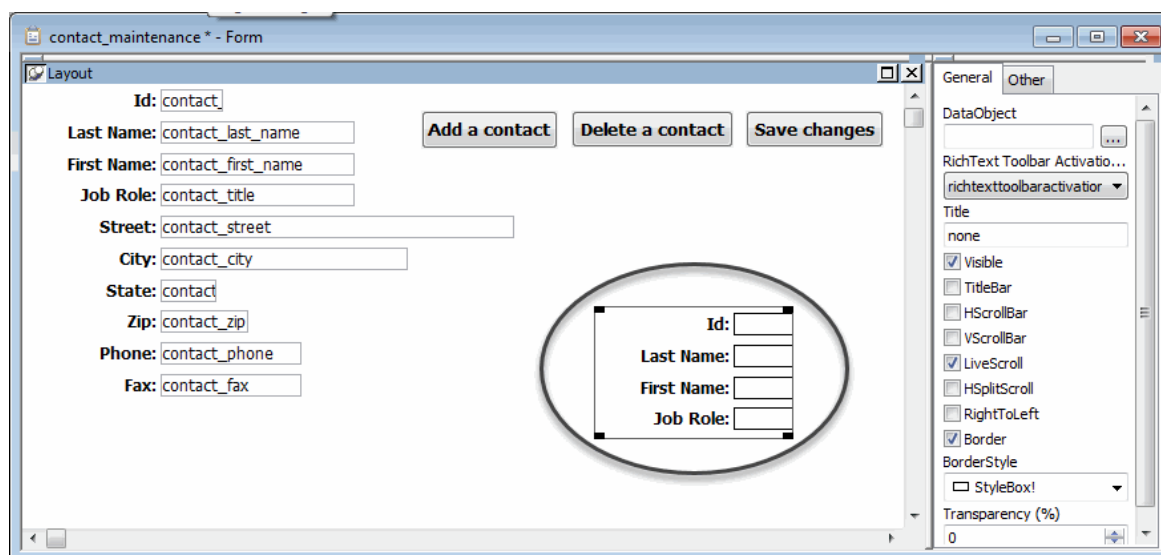 contact_maintenance * - Form
Layout
Id: contact_
Last Name: contact_last_name
First Name: contact_first_name
Job Role: contact_title
Street: contact_street
City: contact_city
State: contact
Zip: contact_zip
Phone: contact_phone
Fax: contact_fax
Add a contact Delete a contact Save changes
Id:
Last Name:
First Name:
Job Role:
General Other
DataObject
...
RichText Toolbar Activatio...
richtexttoolbaractivation
Title
none
Visible
TitleBar
HScrollBar
VScrollBar
LiveScroll
HSplitScroll
RightToLeft
Border
BorderStyle
StyleBox!
Transparency (%)
0